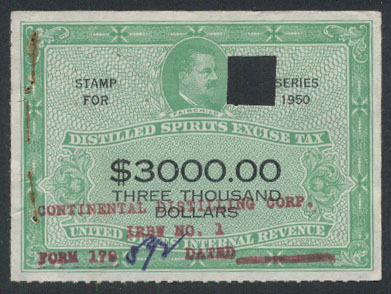 STAMP FOR
SERIES 1950
FAIRCHILD
DISTILLED SPIRITS EXCISE TAX
$3000.00
THREE THOUSAND
DOLLARS
CONTINENTAL DISTILLING CORP.
IRBW NO. 1
UNITED INTERNAL REVENUE
FORM 179 DATED